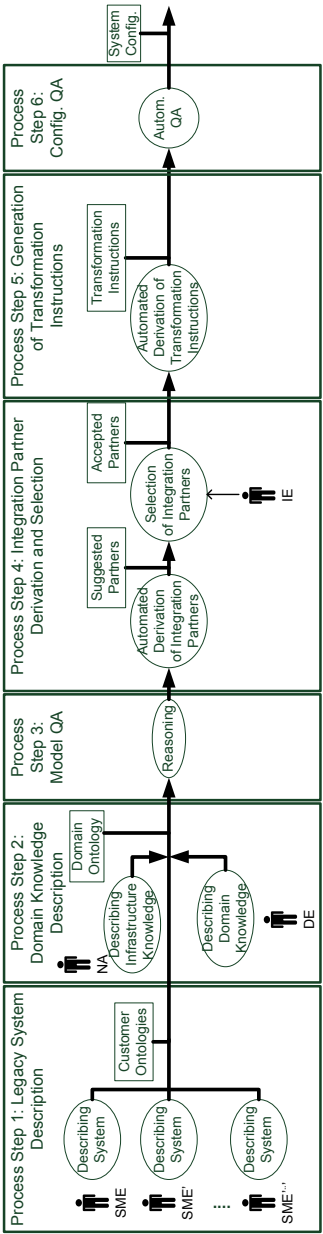 Process Step 1: Legacy System
Description
SME
SME'
....
SME'..'
Describing
System
Describing
System
Describing
System
Customer
Ontologies
Process Step 2:
Domain Knowledge
Description
NA
Describing
Infrastructure
Knowledge
Describing
Domain
Knowledge
DE
Domain
Ontology
Process
Step 3:
Model QA
Reasoning
Process Step 4: Integration Partner
Derivation and Selection
Automated
Derivation
of Integration
Partners
Suggested
Partners
Selection
of Integration
Partners
IE
Accepted
Partners
Process Step 5: Generation
of Transformation
Instructions
Automated
Derivation of
Transformation
Instructions
Transformation
Instructions
Process
Step 6:
Config. QA
Autom.
QA
System
Config.